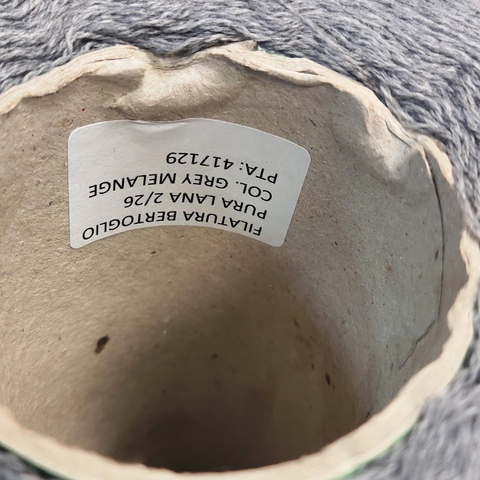 FILATURA BERTOGLIO
PURA LANA 2/26
COL. GREY MELANGE
PTA: 417129